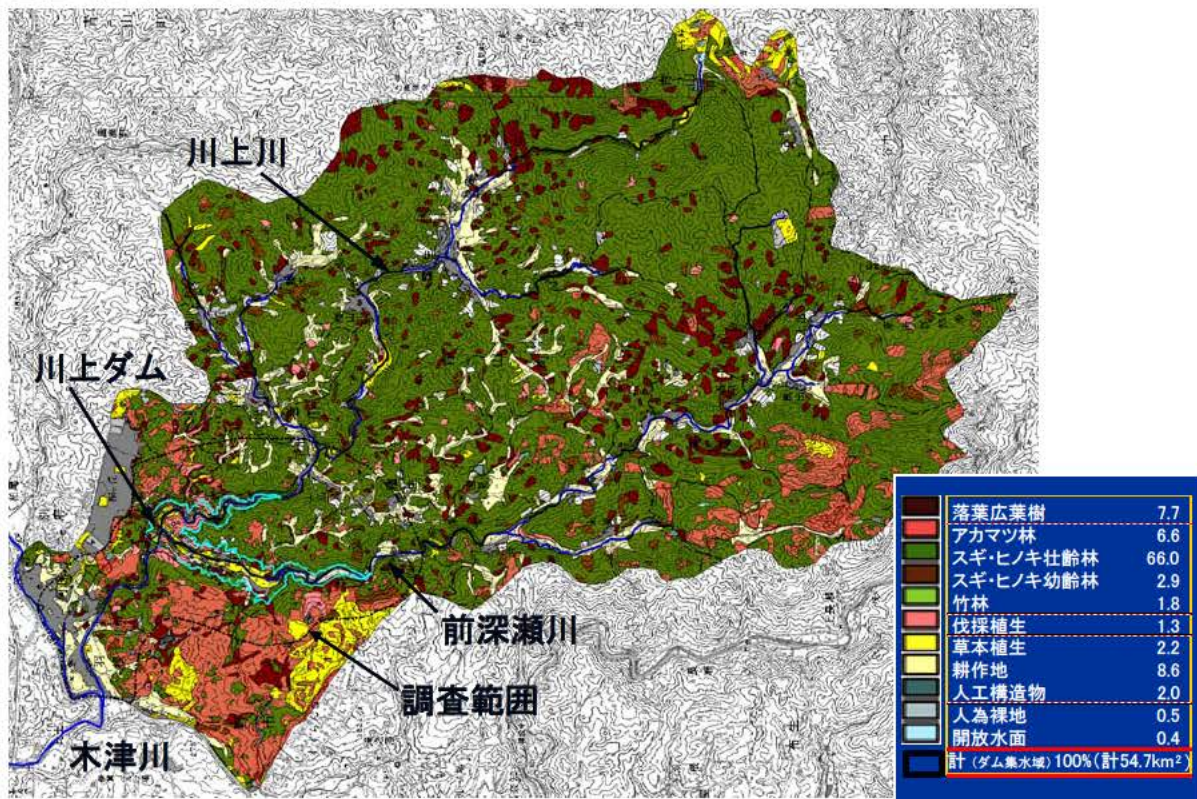 川上川
川上ダム
前深瀬川
調査範囲
木津川
落葉広葉樹 7.7
アカマツ林 6.6
スギ・ヒノキ壮齢林 66.0
スギ・ヒノキ幼齢林 2.9
竹林 1.8
伐採植生 1.3
草本植生 2.2
耕作地 8.6
人工構造物 2.0
人為裸地 0.5
開放水面 0.4
計（ダム集水域）100%(計54.7km²)